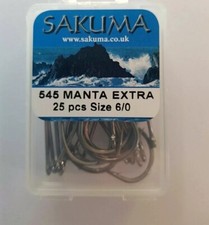 SAKUMA
www.sakuma.co.uk
545 MANTA EXTRA
25 pcs Size 6/0